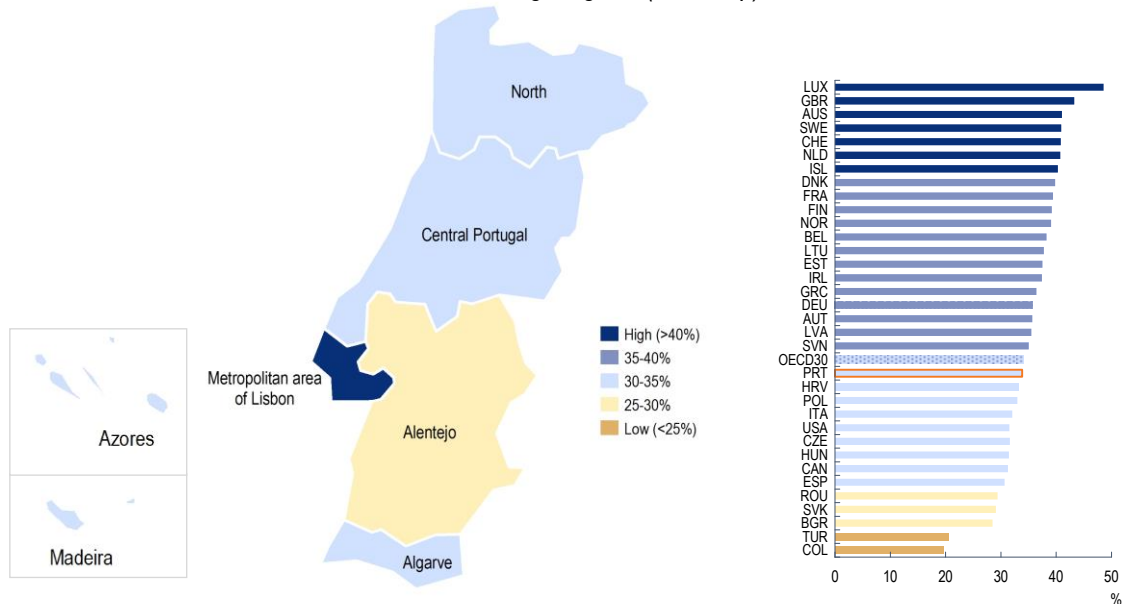 North
Central Portugal
Metropolitan area
of Lisbon
Alentejo
Algarve
Azores
Madeira
High (>40%)
35-40%
30-35%
25-30%
Low (<25%)
LUX
GBR
AUS
SWE
CHE
NLD
ISL
DNK
FRA
FIN
NOR
BEL
LTU
EST
IRL
GRC
DEU
AUT
LVA
SVN
OECD30
PRT
HRV
POL
ITA
USA
CZE
HUN
CAN
ESP
ROU
SVK
BGR
TUR
COL
0 10 20 30 40 50
%